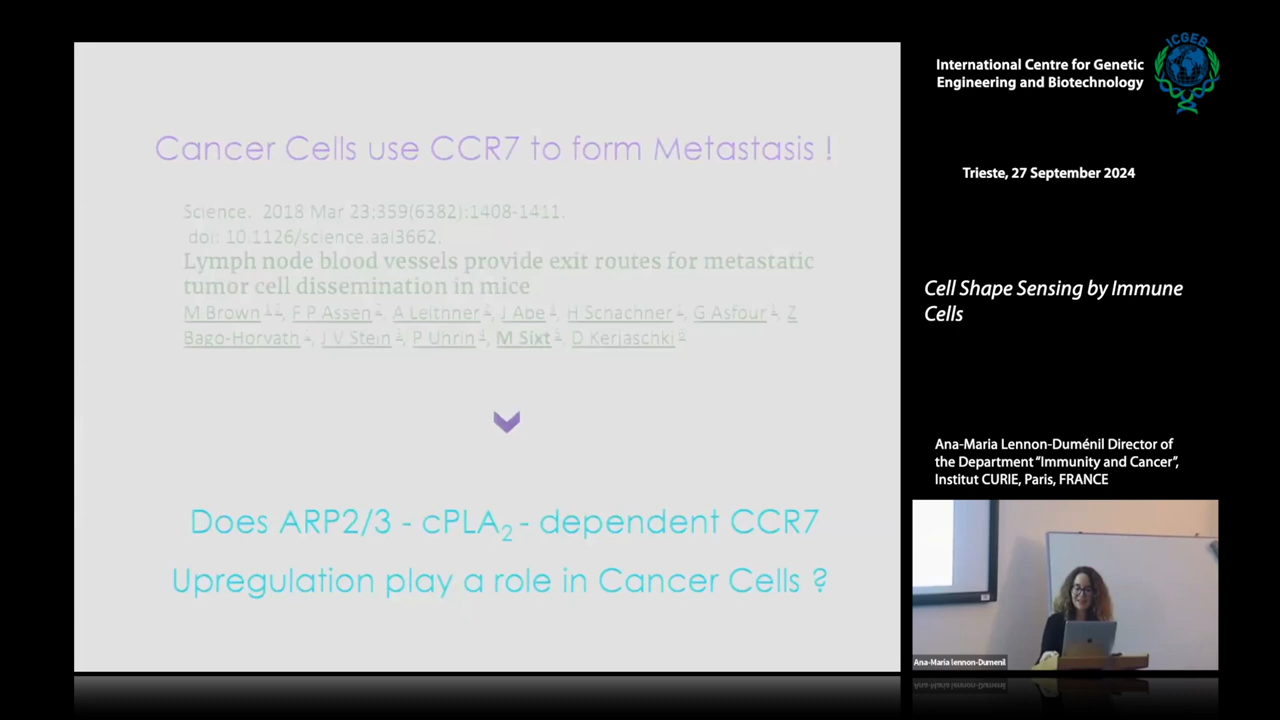 Cancer Cells use CCR7 to form Metastasis !
Science. 2018 Mar 23:359(6382):1408-1411.
doi: 10.1126/science.aal3662.
Lymph node blood vessels provide exit routes for metastatic
tumor cell dissemination in mice
M Brown, F P Assen, A Leithner, J Abe, H Schachner, G Asfour, Z
Bago-Horvath, J V Stein, P Uhrin, M Sixt, D Kerjaschki
Does ARP2/3 - cPLA₂ - dependent CCR7
Upregulation play a role in Cancer Cells ?
International Centre for Genetic
Engineering and Biotechnology
ICGEB
Trieste, 27 September 2024
Cell Shape Sensing by Immune
Cells
Ana-Maria Lennon-Duménil Director of
the Department “Immunity and Cancer”,
Institut CURIE, Paris, FRANCE
Ana-Maria lennon-Dumenil